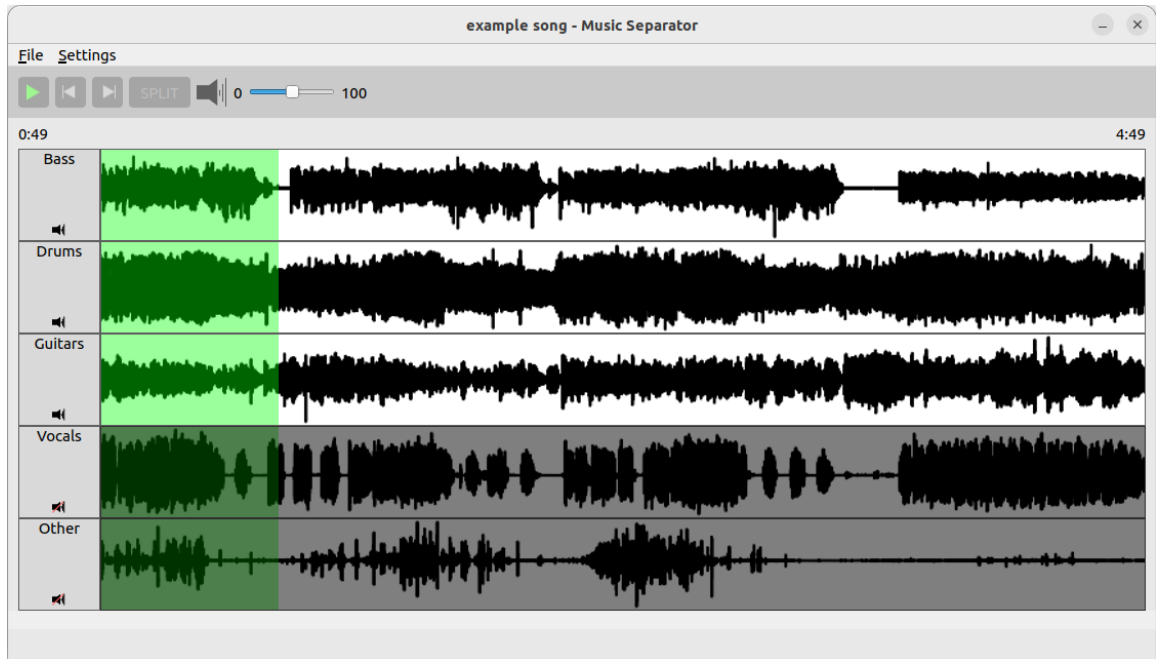 example song - Music Separator
File Settings
SPLIT 0 100
0:49 4:49
Bass
Drums
Guitars
Vocals
Other